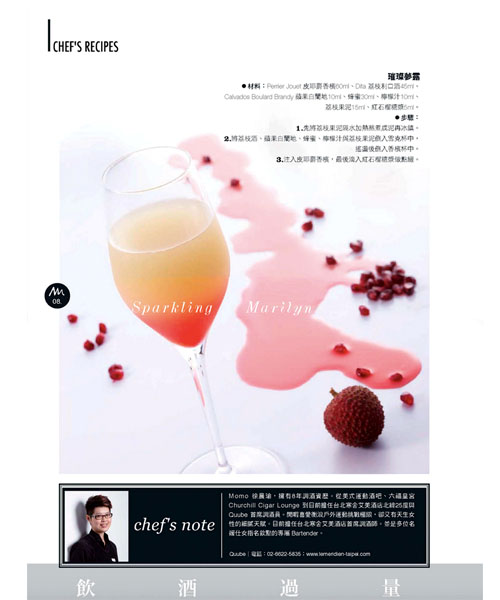 CHEF'S RECIPES
璀璨夢露
●材料：Perrier Jouet 皮耶爵香檳60ml、Dita 荔枝利口酒45ml、
Calvados Boulard Brandy 蘋果白蘭地10ml、蜂蜜30ml、檸檬汁10ml、
荔枝果泥15ml、紅石榴糖漿5ml。
●步驟：
1.先將荔枝果泥隔水加熱熬煮成泥再冰鎮。
2.將荔枝酒、蘋果白蘭地、蜂蜜、檸檬汁與荔枝果泥倒入雪克杯中，
搖盪後倒入香檳杯中。
3.注入皮耶爵香檳，最後滴入紅石榴糖漿做點綴。
Sparkling Marilyn
08.
chef's note
Momo 徐晨瑜，擁有8年調酒資歷，從美式運動酒吧、六福皇宮
Churchill Cigar Lounge 到目前擔任台北寒舍艾美酒店北緯25度與
Quube 首席調酒員。閒暇喜愛衝浪戶外運動挑戰極限，卻又有天生女
性的細膩天賦，目前擔任台北寒舍艾美酒店首席調酒師，並是多位名
媛仕女指名欽點的專屬 Bartender。
Quube｜電話：02-6622-5635；www.lemeridien-taipei.com
飲酒過量